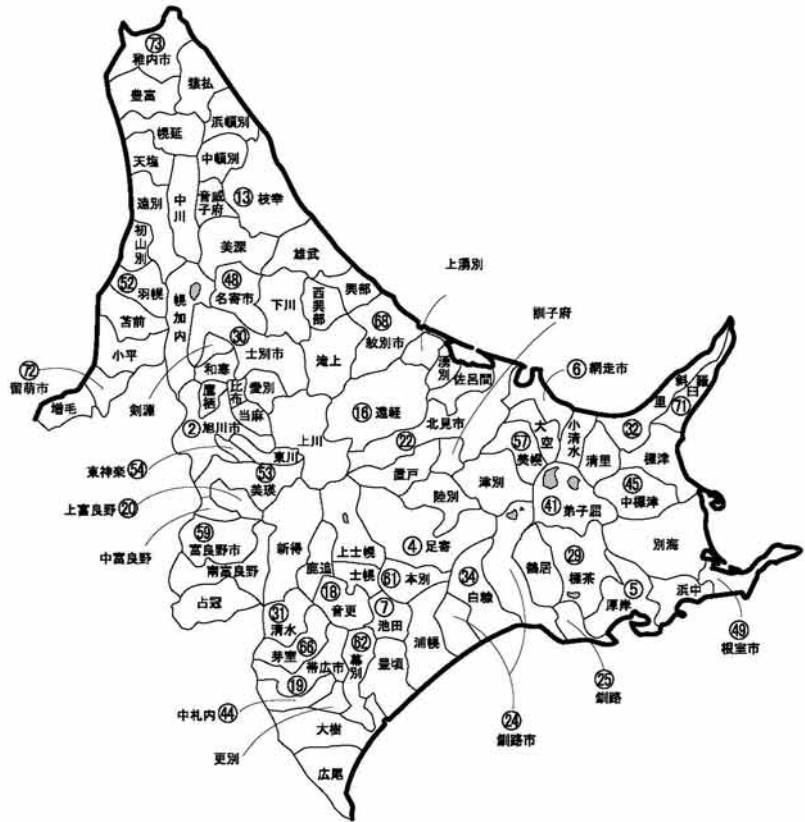 73
稚内市
猿払
豊富
浜頓別
幌延
中頓別
天塩
中川
音威子府
13 枝幸
遠別
初山別
美深
雄武
上湧別
52 羽幌
幌加内
48
名寄市
下川
西興部
興部
訓子府
苫前
30
士別市
68
紋別市
滝上
湧別
佐呂間
6 網走市
小平
72
留萌市
和寒
増毛
剣淵
鷹栖
比布
愛別
当麻
2 旭川市
上川
16 遠軽
北見市
大空
小清水
斜里
羅臼
71
東川
22
57
美幌
32
清里
標津
東神楽 54
53
美瑛
置戸
津別
45
中標津
上富良野 20
陸別
41 弟子屈
中富良野
59
富良野市
新得
鹿追
上士幌
4 足寄
鶴居
29
標茶
別海
南富良野
士幌
61 本別
34
白糠
占冠
18
音更
7
池田
5
厚岸
浜中
31
清水
浦幌
49
根室市
芽室 66
帯広市
62
幕別
豊頃
25
釧路
19
中札内 44
24
釧路市
更別
大樹
広尾